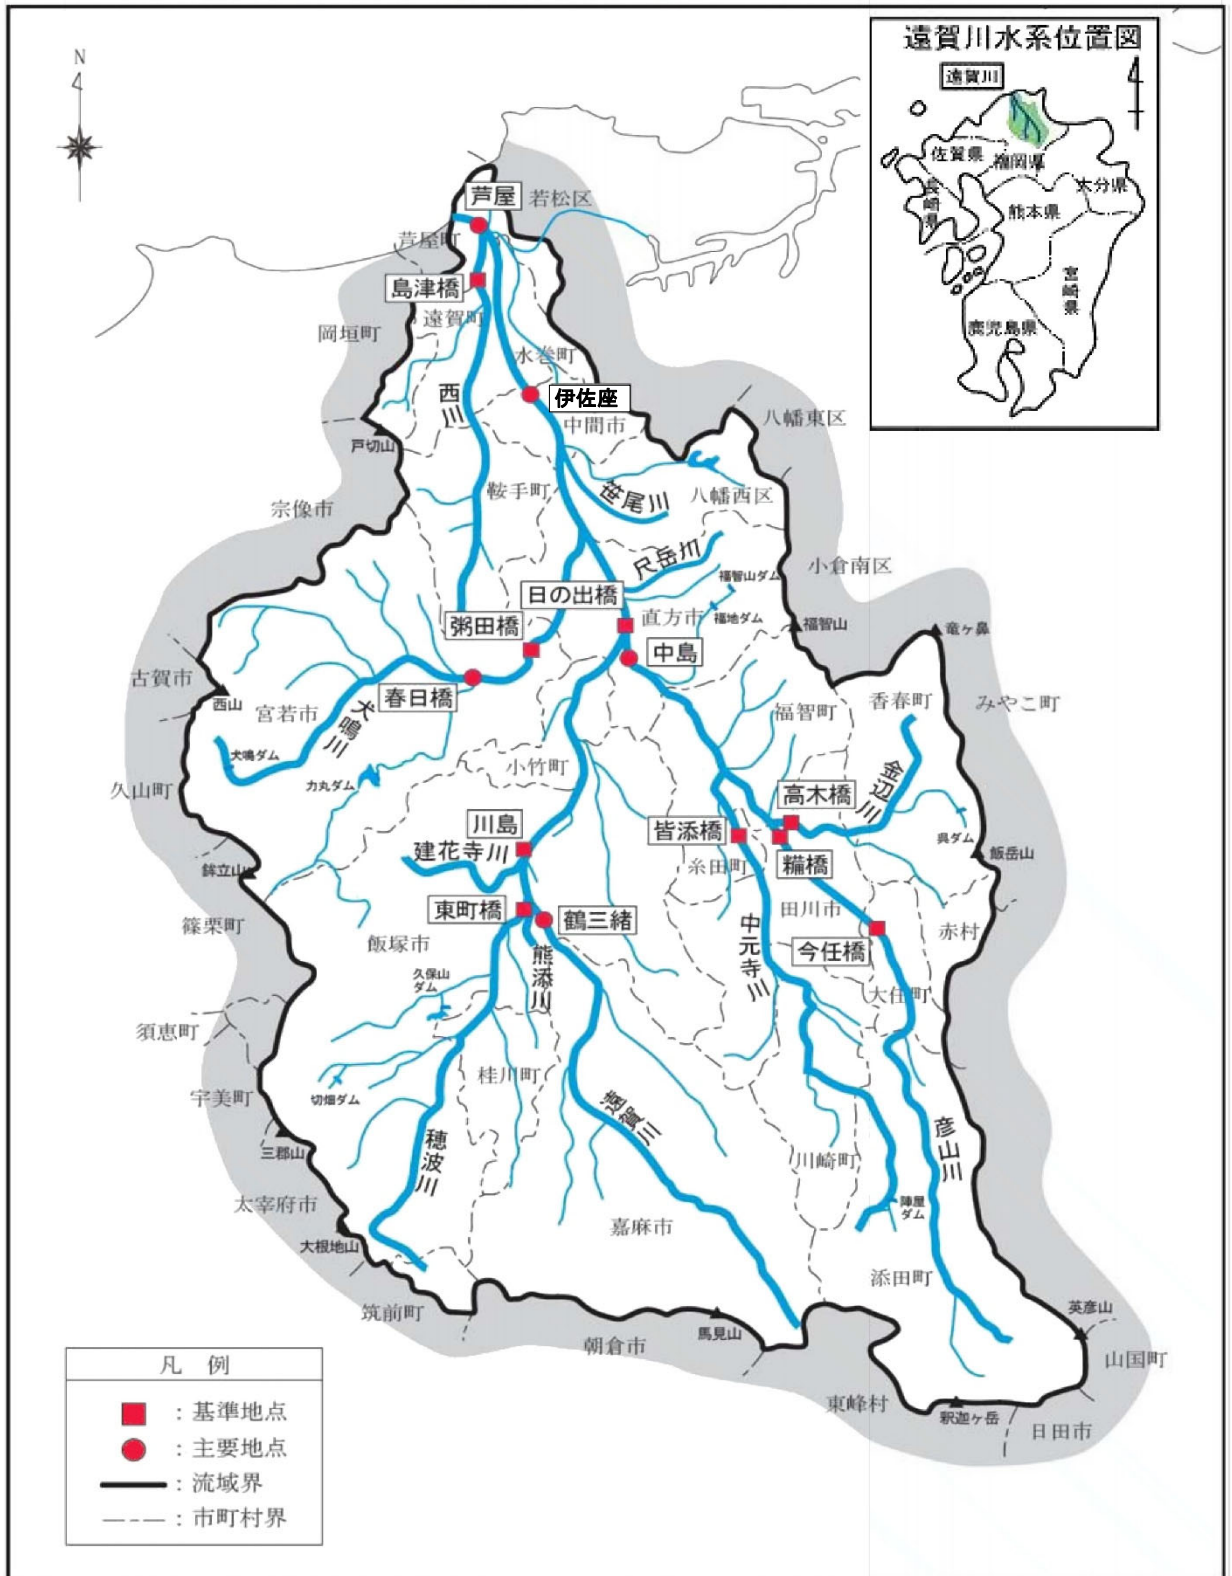 遠賀川水系位置図
遠賀川
佐賀県
福岡県
大分県
長崎県
熊本県
宮崎県
鹿児島県
N
芦屋
若松区
芦屋町
島津橋
遠賀町
岡垣町
水巻町
西川
伊佐座
中間市
八幡東区
戸切山
鞍手町
笹尾川
八幡西区
宗像市
尺岳川
小倉南区
福智山ダム
日の出橋
直方市
福地ダム
福智山
竜ヶ鼻
粥田橋
中島
古賀市
西山
春日橋
宮若市
犬鳴川
福智町
香春町
みやこ町
犬鳴ダム
力丸ダム
小竹町
金辺川
久山町
高木橋
川島
皆添橋
呉ダム
建花寺川
糒橋
飯岳山
鉾立山
糸田町
東町橋
鶴三緒
田川市
篠栗町
飯塚市
中元寺川
今任橋
赤村
熊添川
久保山
ダム
大任町
須恵町
桂川町
切畑ダム
宇美町
遠賀川
穂波川
彦山川
三郡山
川崎町
太宰府市
陣屋
ダム
嘉麻市
大根地山
添田町
筑前町
馬見山
英彦山
朝倉市
山国町
東峰村
釈迦ヶ岳
日田市
凡 例
：基準地点
：主要地点
：流域界
：市町村界